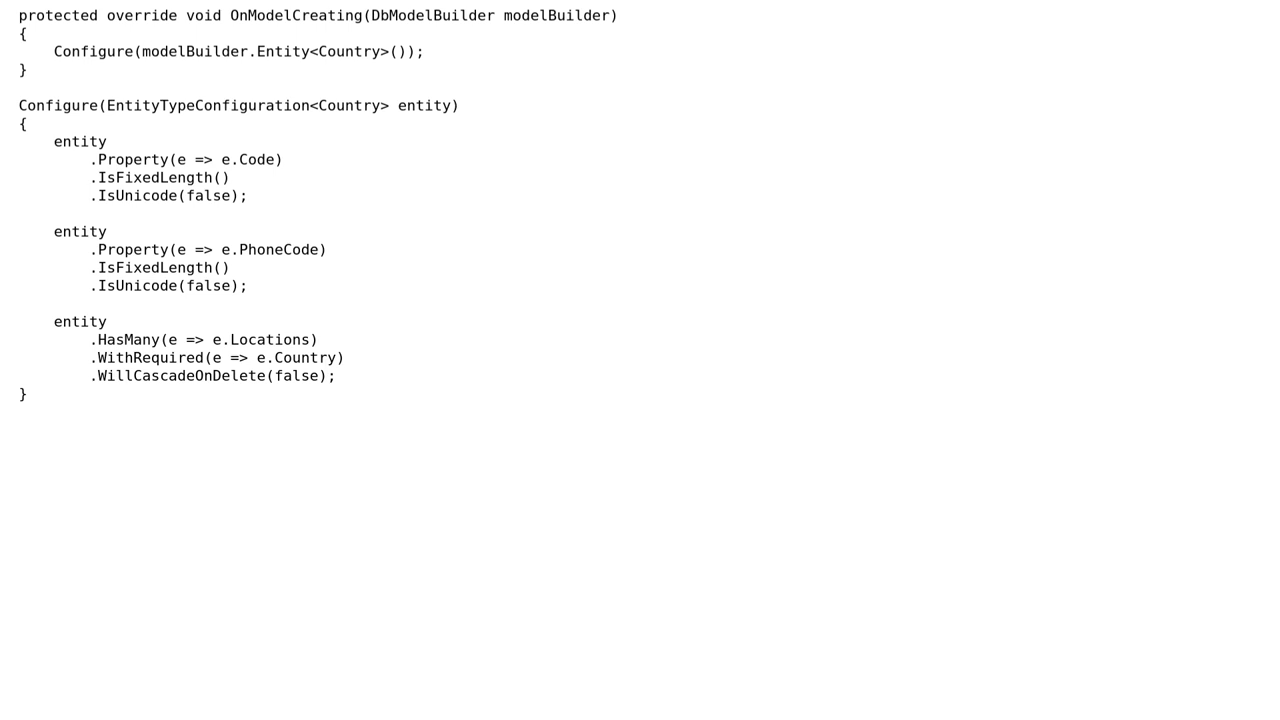 protected override void OnModelCreating(DbModelBuilder modelBuilder)
{
    Configure(modelBuilder.Entity<Country>());
}

Configure(EntityTypeConfiguration<Country> entity)
{
    entity
        .Property(e => e.Code)
        .IsFixedLength()
        .IsUnicode(false);

    entity
        .Property(e => e.PhoneCode)
        .IsFixedLength()
        .IsUnicode(false);

    entity
        .HasMany(e => e.Locations)
        .WithRequired(e => e.Country)
        .WillCascadeOnDelete(false);
}